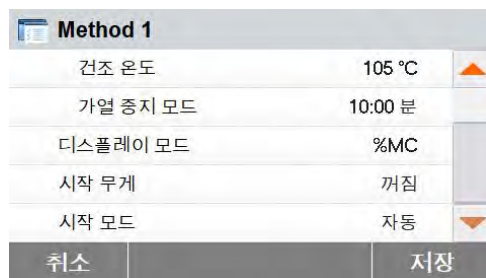 Method 1
건조 온도 105 °C
가열 중지 모드 10:00 분
디스플레이 모드 %MC
시작 무게 꺼짐
시작 모드 자동
취소 저장